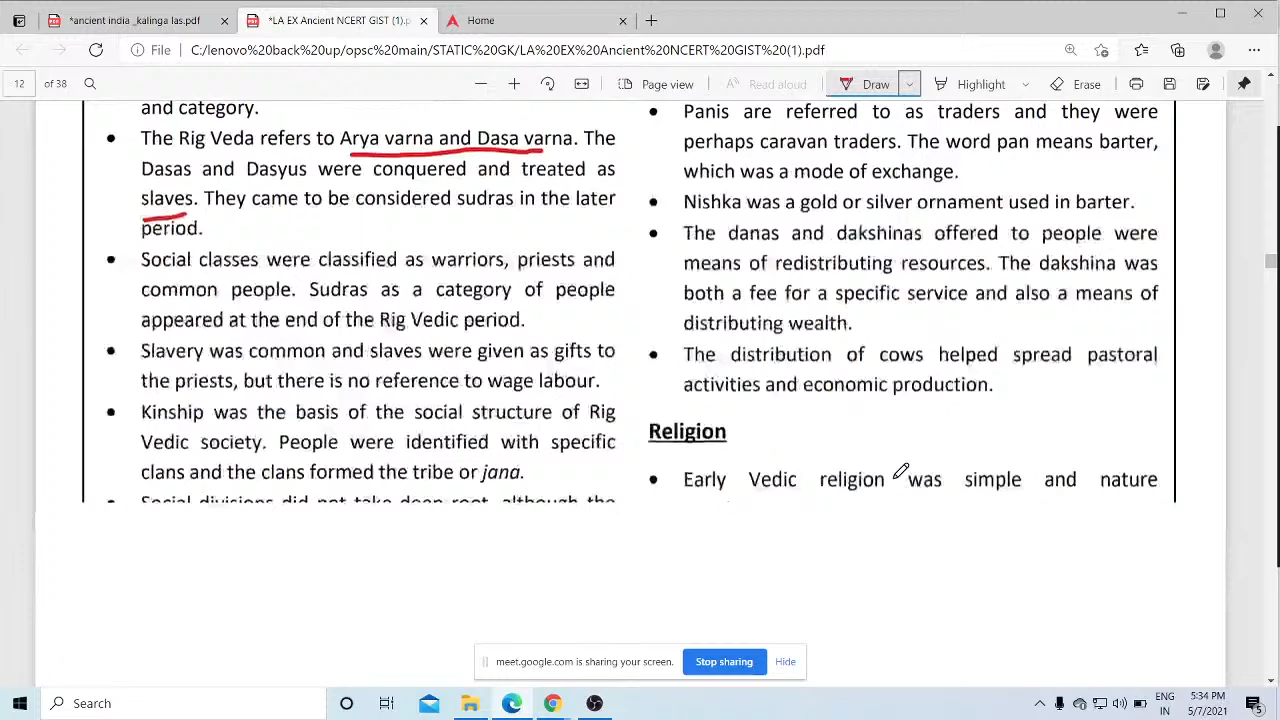 *ancient india _kalinga las.pdf
*LA EX Ancient NCERT GIST (1).p
Home
File
C:/lenovo%20back%20up/opsc%20main/STATIC%20GK/LA%20EX%20Ancient%20NCERT%20GIST%20(1).pdf
12 of 38
Page view
Read aloud
Draw
Highlight
Erase
and category.
• The Rig Veda refers to Arya varna and Dasa varna. The
Dasas and Dasyus were conquered and treated as
slaves. They came to be considered sudras in the later
period.
• Social classes were classified as warriors, priests and
common people. Sudras as a category of people
appeared at the end of the Rig Vedic period.
• Slavery was common and slaves were given as gifts to
the priests, but there is no reference to wage labour.
• Kinship was the basis of the social structure of Rig
Vedic society. People were identified with specific
clans and the clans formed the tribe or jana.
Social divisions did not take deep root, although the
• Panis are referred to as traders and they were
perhaps caravan traders. The word pan means barter,
which was a mode of exchange.
• Nishka was a gold or silver ornament used in barter.
• The danas and dakshinas offered to people were
means of redistributing resources. The dakshina was
both a fee for a specific service and also a means of
distributing wealth.
• The distribution of cows helped spread pastoral
activities and economic production.
Religion
• Early Vedic religion was simple and nature
meet.google.com is sharing your screen.
Stop sharing
Hide
Search
ENG
IN
5:34 PM
5/7/2021
5